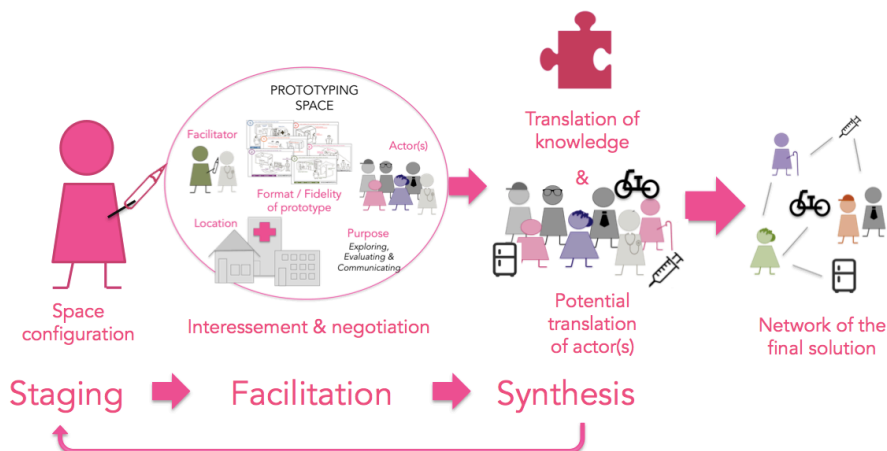 PROTOTYPING
SPACE
Facilitator
Actor(s)
Format / Fidelity
of prototype
Location
Purpose
Exploring,
Evaluating &
Communicating
Space
configuration
Interessement & negotiation
Translation of
knowledge
&
Potential
translation
of actor(s)
Network of the
final solution
Staging
Facilitation
Synthesis